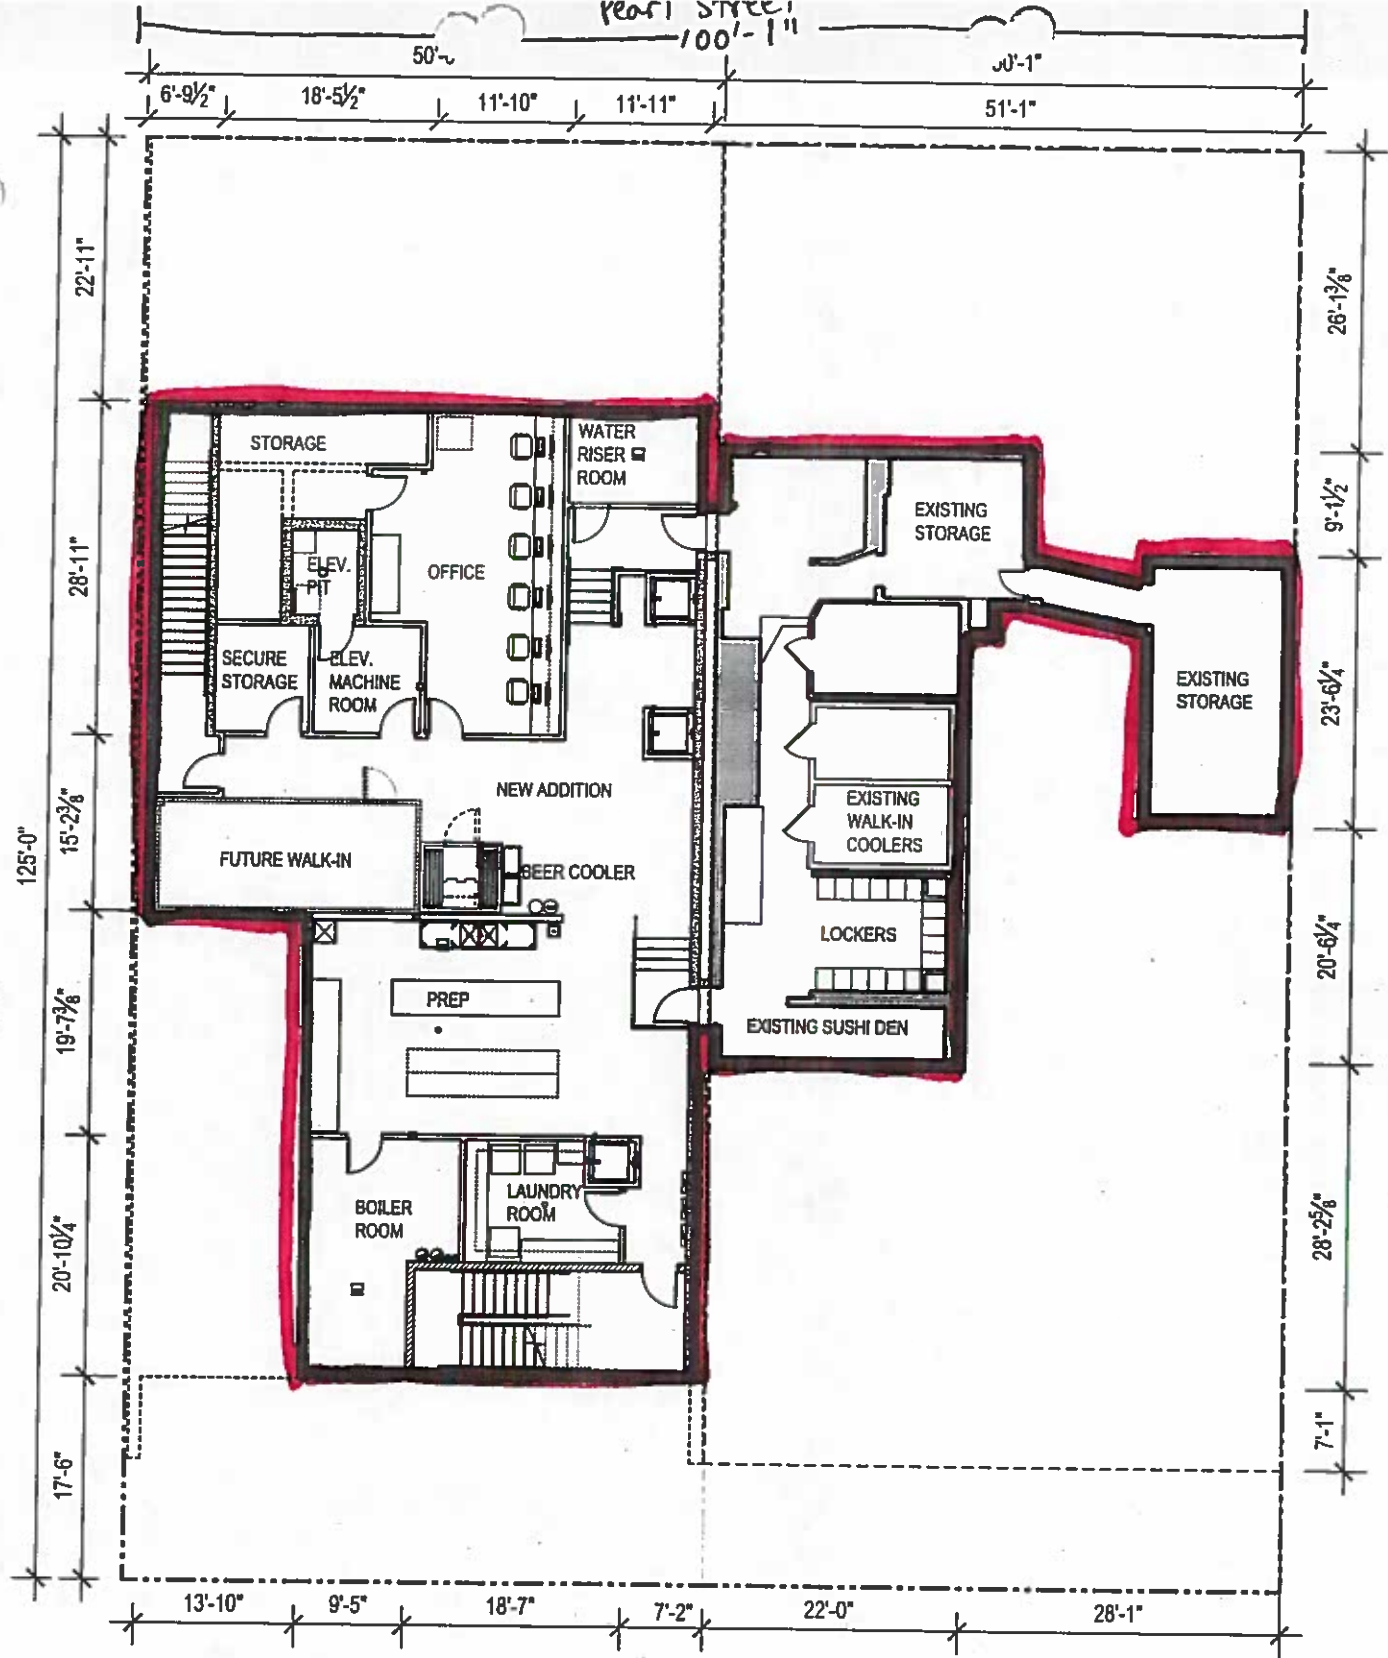 Pearl Street
100'-1"
50'-
0'-1"
6'-9½"
18'-5½"
11'-10"
11'-11"
51'-1"
22'-11"
28'-11"
15'-2⅜"
125'-0"
19'-7⅜"
20'-10¼"
17'-6"
26'-1⅜"
9'-1½"
23'-6¼"
20'-6¼"
28'-2⅝"
7'-1"
STORAGE
WATER
RISER
ROOM
EXISTING
STORAGE
ELEV.
PIT
OFFICE
SECURE
STORAGE
ELEV.
MACHINE
ROOM
EXISTING
STORAGE
NEW ADDITION
EXISTING
WALK-IN
COOLERS
FUTURE WALK-IN
BEER COOLER
LOCKERS
PREP
EXISTING SUSHI DEN
BOILER
ROOM
LAUNDRY
ROOM
13'-10"
9'-5"
18'-7"
7'-2"
22'-0"
28'-1"